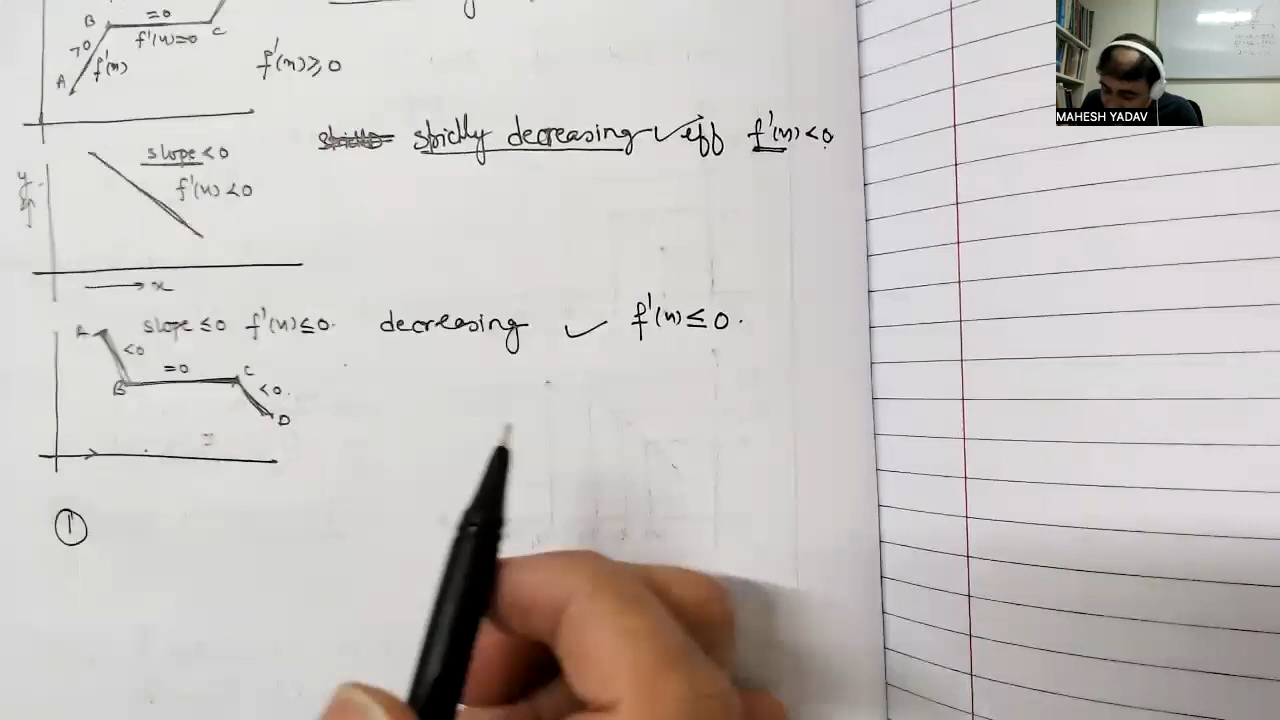 =0
B
C
f'(x)=0
>0
f'(x)
A
f'(x) ≥ 0
MAHESH YADAV
strictly decreasing ✓ iff f'(x) < 0
slope < 0
f'(x) < 0
y
→ x
A
slope ≤ 0 f'(x) ≤ 0. decreasing ✓ f'(x) ≤ 0.
<0
=0
B
C
<0.
D
①